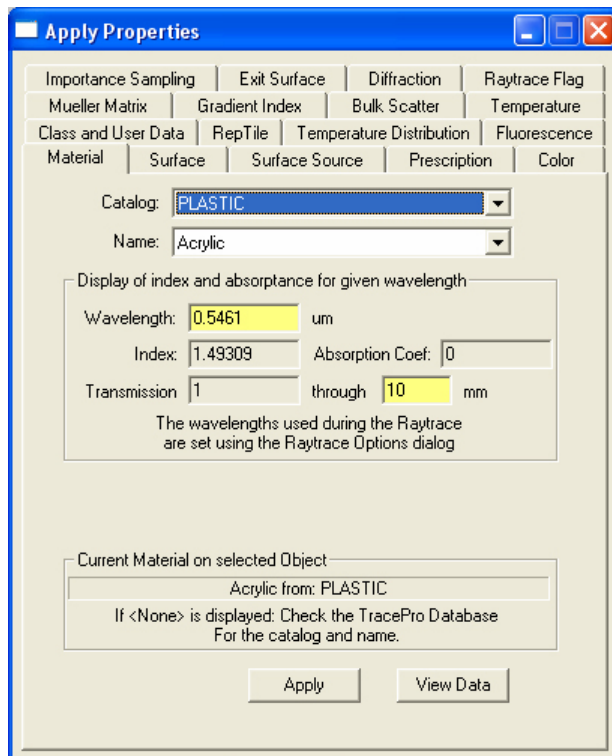 Apply Properties
Importance Sampling Exit Surface Diffraction Raytrace Flag
Mueller Matrix Gradient Index Bulk Scatter Temperature
Class and User Data RepTile Temperature Distribution Fluorescence
Material Surface Surface Source Prescription Color
Catalog: PLASTIC
Name: Acrylic
Display of index and absorptance for given wavelength
Wavelength: 0.5461 um
Index: 1.49309 Absorption Coef: 0
Transmission 1 through 10 mm
The wavelengths used during the Raytrace
are set using the Raytrace Options dialog
Current Material on selected Object
Acrylic from: PLASTIC
If <None> is displayed: Check the TracePro Database
For the catalog and name.
Apply View Data